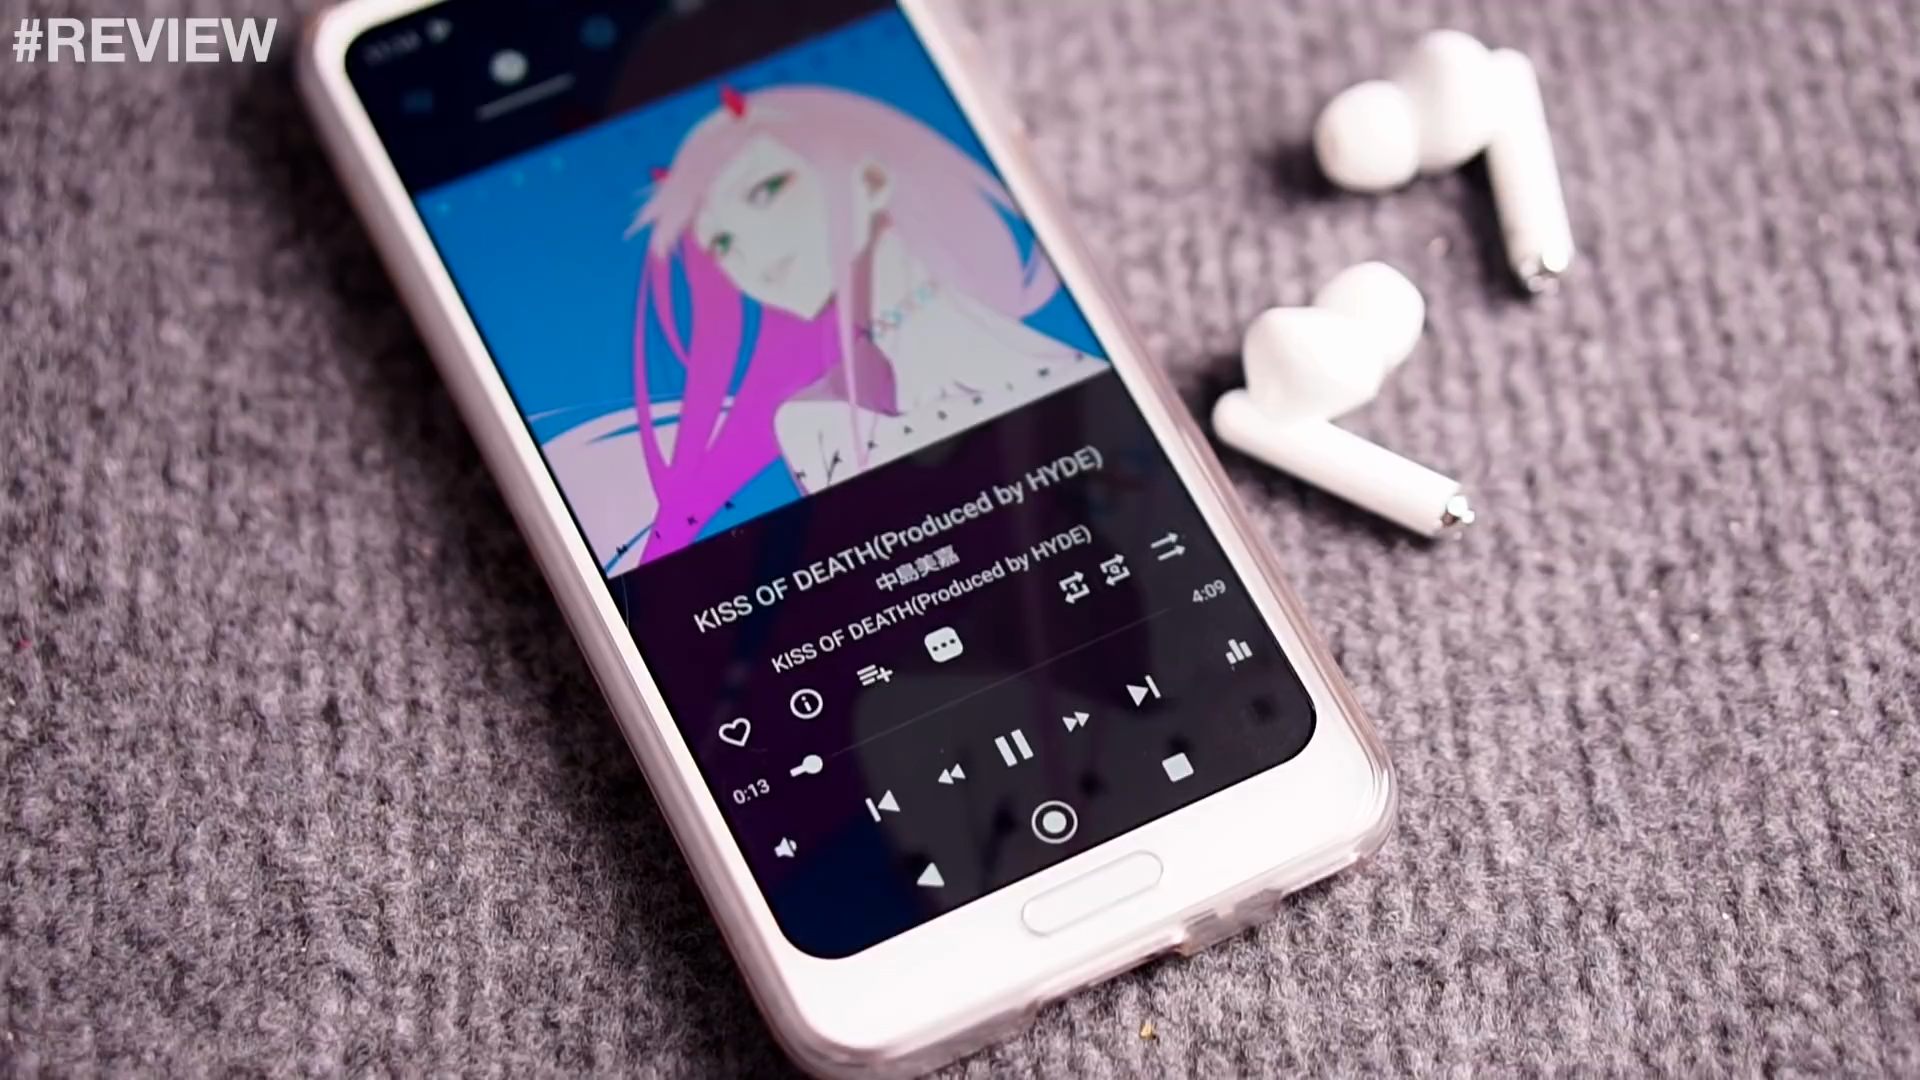 #REVIEW
KISS OF DEATH(Produced by HYDE)
中島美嘉
KISS OF DEATH(Produced by HYDE)
4:09
0:13